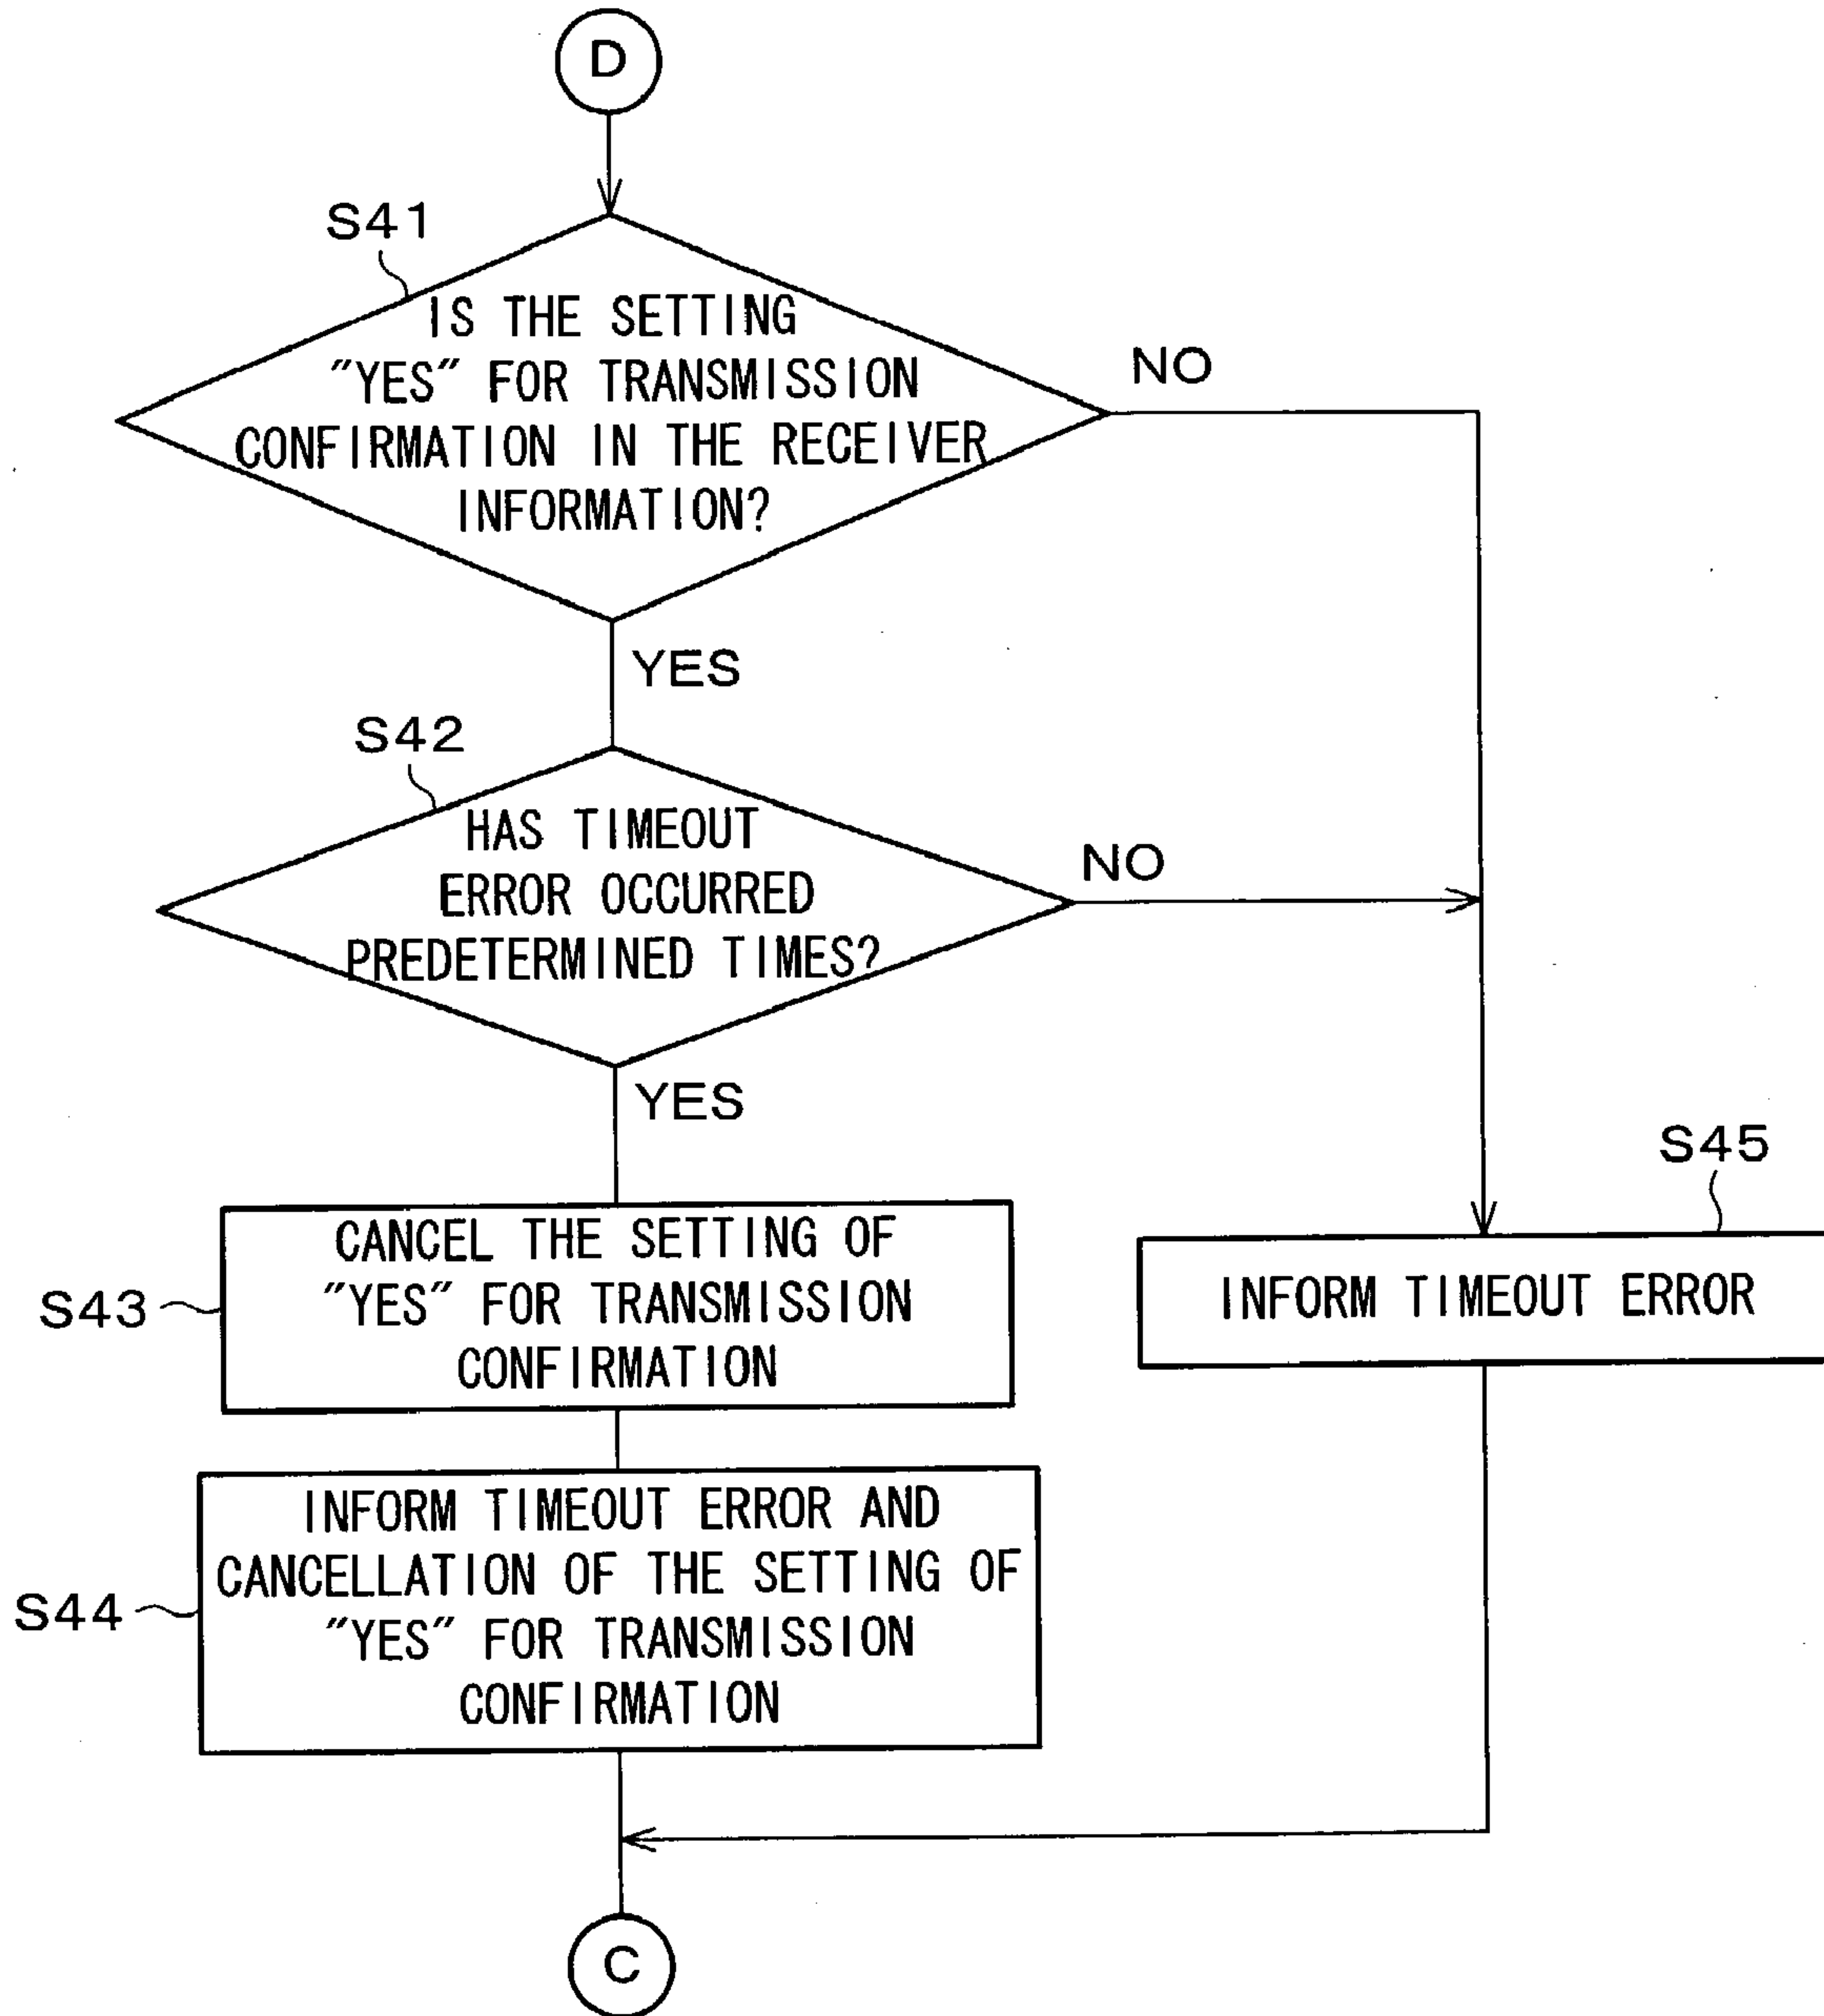 D
S41
IS THE SETTING
"YES" FOR TRANSMISSION
CONFIRMATION IN THE RECEIVER
INFORMATION?
NO
YES
S42
HAS TIMEOUT
ERROR OCCURRED
PREDETERMINED TIMES?
NO
YES
S43
CANCEL THE SETTING OF
"YES" FOR TRANSMISSION
CONFIRMATION
S45
INFORM TIMEOUT ERROR
S44
INFORM TIMEOUT ERROR AND
CANCELLATION OF THE SETTING OF
"YES" FOR TRANSMISSION
CONFIRMATION
C